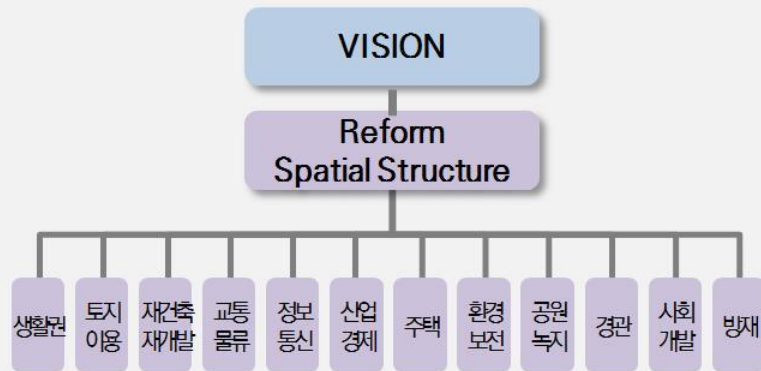 VISION
Reform
Spatial Structure
생활권
토지
이용
재건축
재개발
교통
물류
정보
통신
산업
경제
주택
환경
보전
공원
녹지
경관
사회
개발
방재